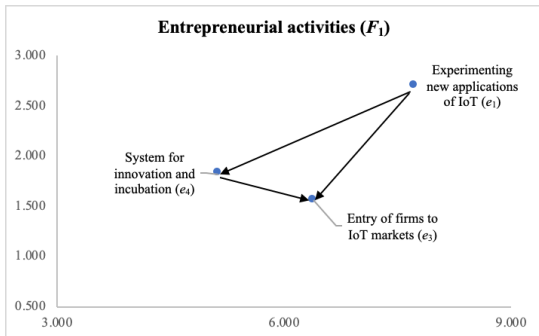 Entrepreneurial activities (F₁)
3.000
2.500
2.000
1.500
1.000
0.500
3.000
6.000
9.000
Experimenting
new applications
of IoT (e₁)
System for
innovation and
incubation (e₄)
Entry of firms to
IoT markets (e₃)